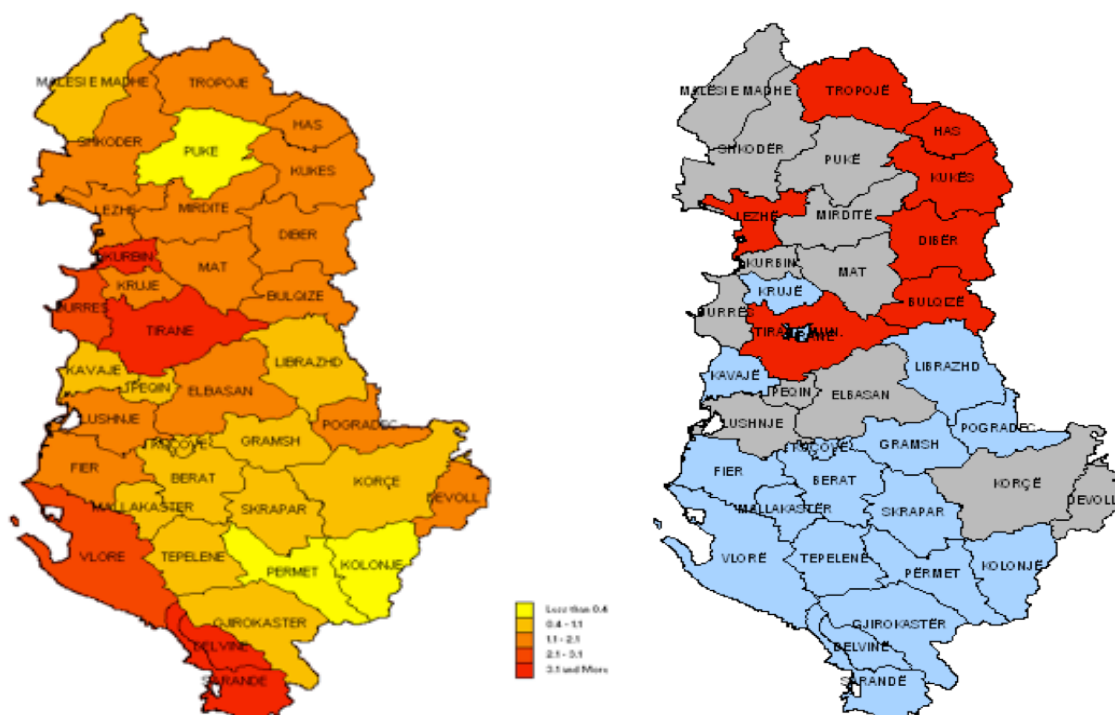 MALESI E MADHE
TROPOJE
HAS
SHKODER
PUKE
KUKES
LEZHE
MIRDITE
DIBER
KURBIN
MAT
KRUJE
BULQIZE
DURRES
TIRANE
LIBRAZHD
KAVAJE
PEQIN
ELBASAN
LUSHNJE
POGRADEC
GRAMSH
KUCOVE
FIER
BERAT
KORÇE
DEVOLL
MALLAKASTER
SKRAPAR
VLORE
TEPELENE
PERMET
KOLONJE
GJIROKASTER
DELVINE
SARANDE
Less than 0.4
0.4 - 1.1
1.1 - 2.1
2.1 - 3.1
3.1 and More
MALESI E MADHE
TROPOJË
HAS
SHKODËR
PUKË
KUKËS
LEZHË
MIRDITË
DIBËR
KURBIN
MAT
KRUJË
BULQIZË
DURRËS
LIBRAZHD
KAVAJË
PEQIN
ELBASAN
LUSHNJE
POGRADEC
GRAMSH
KUÇOVË
FIER
BERAT
KORÇË
DEVOLL
MALLAKASTËR
SKRAPAR
VLORË
TEPELENË
PËRMET
KOLONJË
GJIROKASTËR
DELVINË
SARANDË